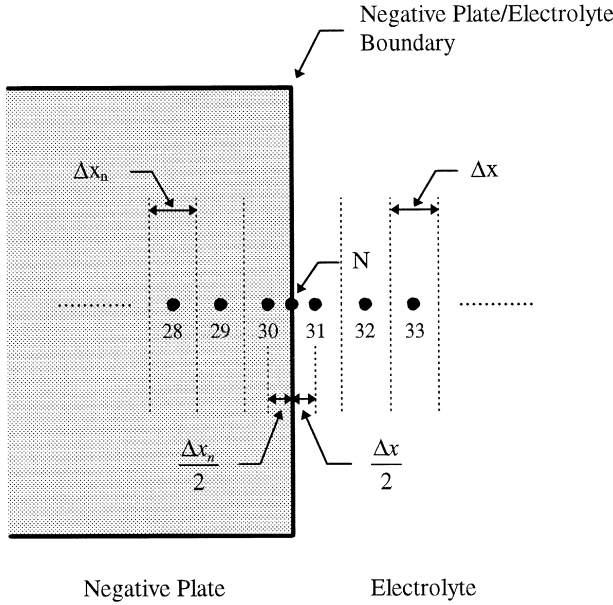 Negative Plate/Electrolyte
Boundary
Δxₙ
Δx
N
28 29 30 31 32 33
Δxₙ
2
Δx
2
Negative Plate
Electrolyte